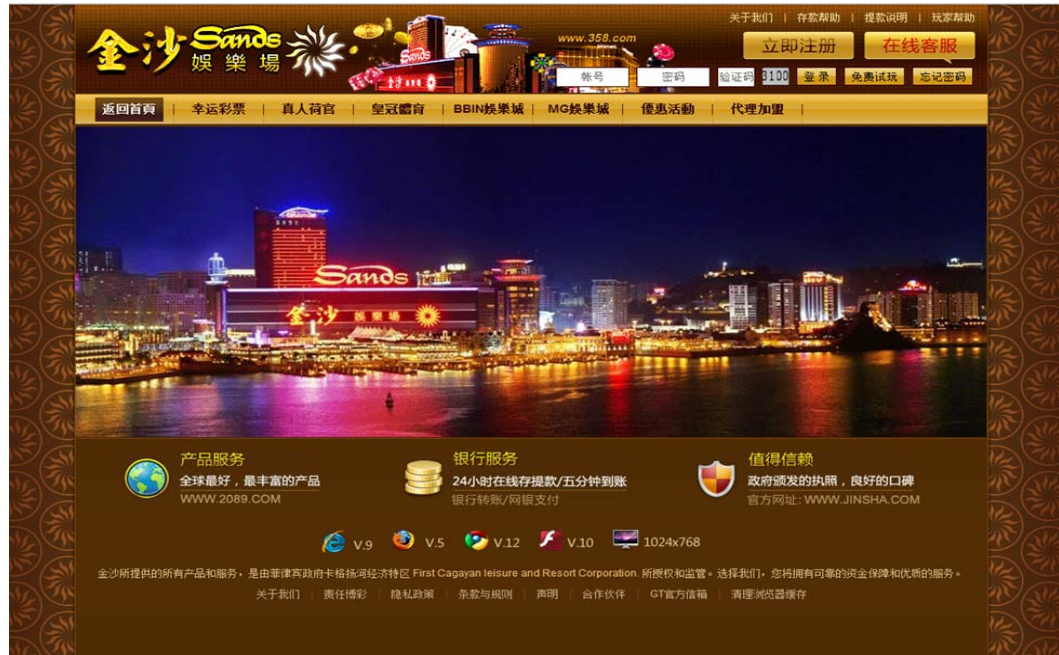 关于我们 | 存款帮助 | 提款说明 | 玩家帮助
金沙 Sands 娱樂場
www.358.com
立即注册 在线客服
帐号 密码 验证码 3100 登录 免费试玩 忘记密码
返回首頁 | 幸运彩票 | 真人荷官 | 皇冠體育 | BBIN娛樂城 | MG娛樂城 | 優惠活動 | 代理加盟 |
Sands
金沙 娛樂場
产品服务
全球最好，最丰富的产品
WWW.2089.COM
银行服务
24小时在线存提款/五分钟到账
银行转账/网银支付
值得信赖
政府颁发的执照，良好的口碑
官方网址: WWW.JINSHA.COM
V.9 V.5 V.12 V.10 1024x768
金沙所提供的所有产品和服务，是由菲律宾政府卡格扬河经济特区 First Cagayan leisure and Resort Corporation. 所授权和监管。选择我们，您将拥有可靠的资金保障和优质的服务。
关于我们 | 责任博彩 | 隐私政策 | 条款与规则 | 声明 | 合作伙伴 | GT官方信箱 | 清理浏览器缓存